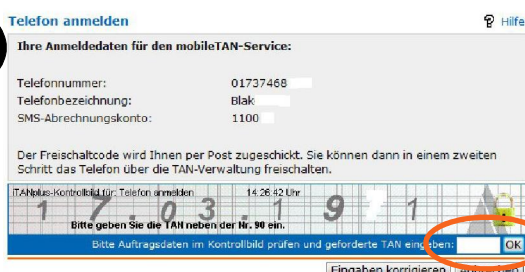 Telefon anmelden
Hilfe
Ihre Anmeldedaten für den mobileTAN-Service:
Telefonnummer: 01737468
Telefonbezeichnung: Blak
SMS-Abrechnungskonto: 1100
Der Freischaltcode wird Ihnen per Post zugeschickt. Sie können dann in einem zweiten
Schritt das Telefon über die TAN-Verwaltung freischalten.
iTANplus-Kontrollbild für: Telefon anmelden 14:26:42 Uhr
17.03.1971
Bitte geben Sie die TAN neben der Nr. 90 ein.
Bitte Auftragsdaten im Kontrollbild prüfen und geforderte TAN eingeben: OK
Eingaben korrigieren